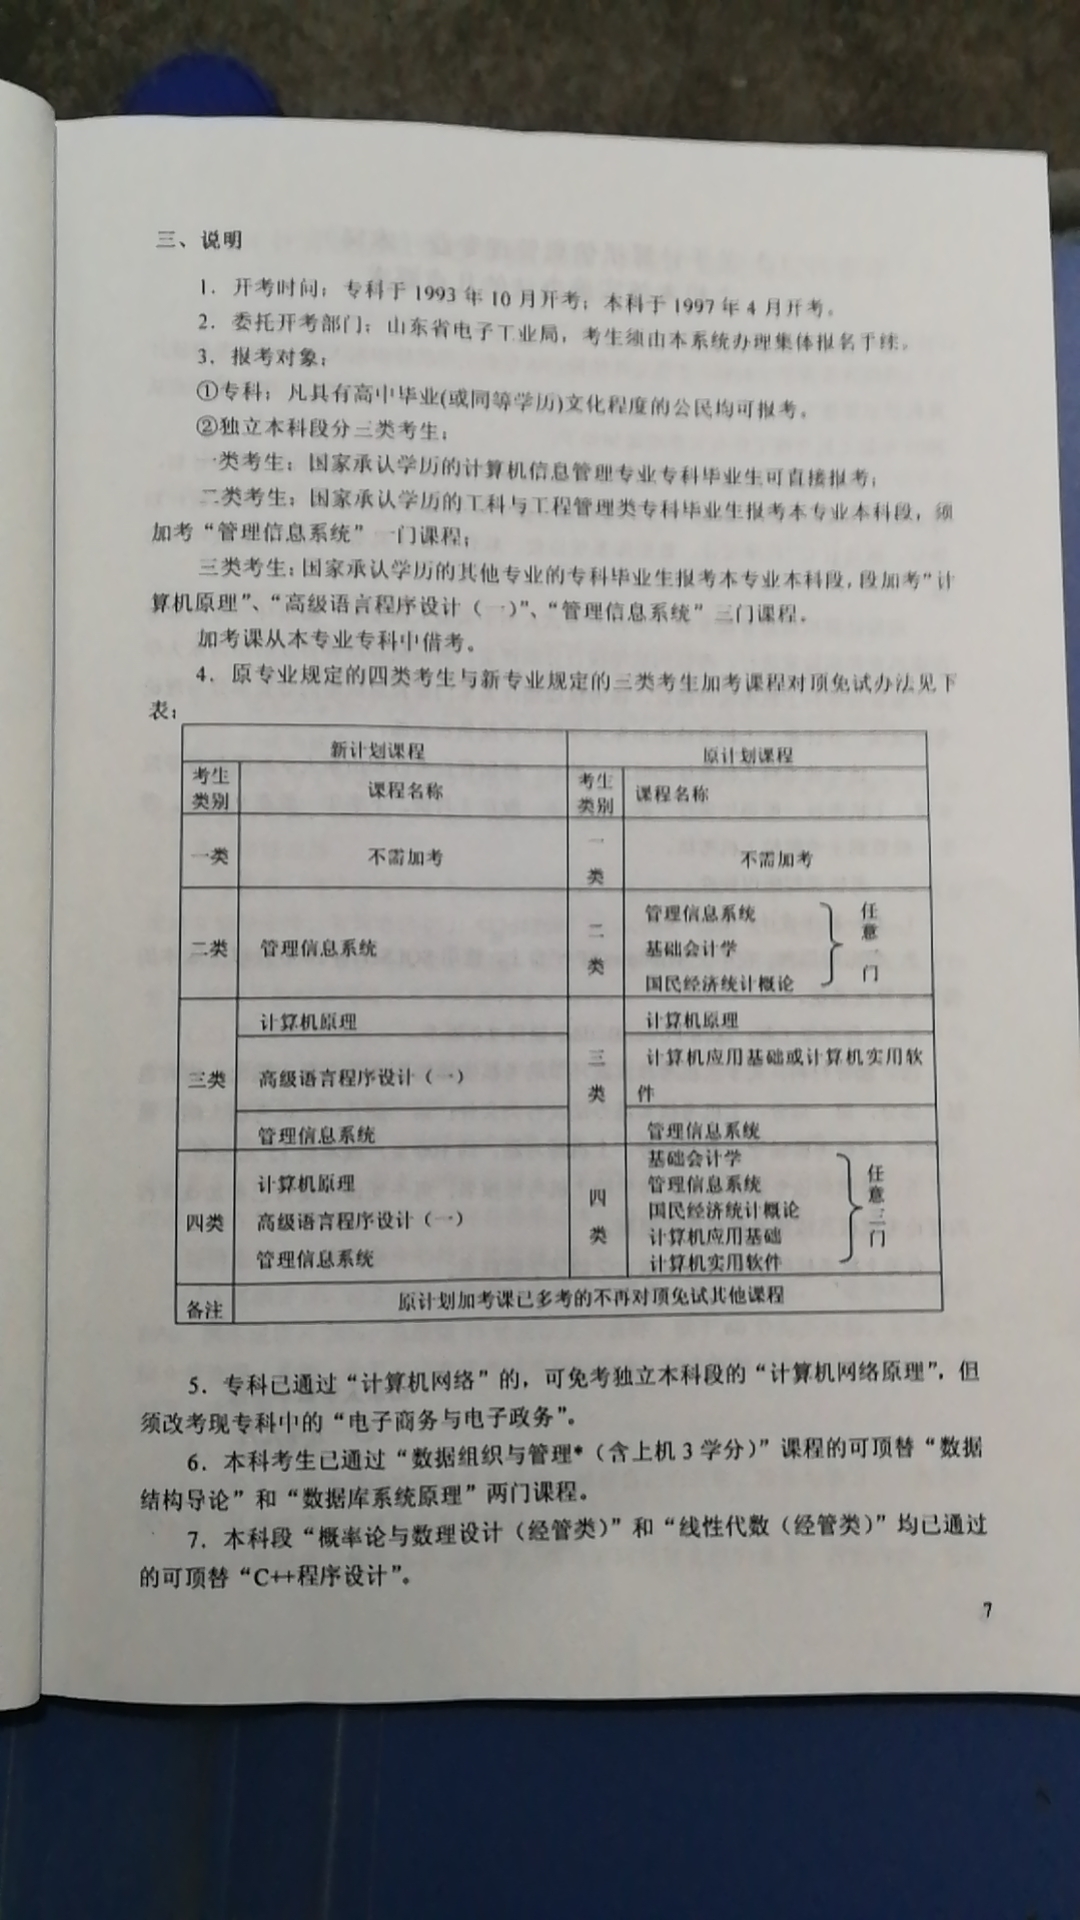 三、说明
1．开考时间：专科于 1993 年 10 月开考；本科于 1997 年 4 月开考。
2．委托开考部门：山东省电子工业局，考生须由本系统办理集体报名手续。
3．报考对象：
①专科：凡具有高中毕业(或同等学历)文化程度的公民均可报考。
②独立本科段分三类考生：
一类考生：国家承认学历的计算机信息管理专业专科毕业生可直接报考；
二类考生：国家承认学历的工科与工程管理类专科毕业生报考本专业本科段，须
加考“管理信息系统”一门课程；
三类考生：国家承认学历的其他专业的专科毕业生报考本专业本科段，段加考”计
算机原理”、“高级语言程序设计（一）”、“管理信息系统”三门课程。
加考课从本专业专科中借考。
4．原专业规定的四类考生与新专业规定的三类考生加考课程对顶免试办法见下
表：
新计划课程 原计划课程
考生类别 课程名称 考生类别 课程名称
一类 不需加考 一类 不需加考
二类 管理信息系统 二类 管理信息系统 基础会计学 国民经济统计概论 任意一门
三类 计算机原理 三类 计算机原理
高级语言程序设计（一） 计算机应用基础或计算机实用软件
管理信息系统 管理信息系统
四类 计算机原理 高级语言程序设计（一） 管理信息系统 四类 基础会计学 管理信息系统 国民经济统计概论 计算机应用基础 计算机实用软件 任意三门
备注 原计划加考课已多考的不再对顶免试其他课程
5．专科已通过“计算机网络”的，可免考独立本科段的“计算机网络原理”，但
须改考现专科中的“电子商务与电子政务”。
6．本科考生已通过“数据组织与管理*（含上机 3 学分）”课程的可顶替“数据
结构导论”和“数据库系统原理”两门课程。
7．本科段“概率论与数理设计（经管类）”和“线性代数（经管类）”均已通过
的可顶替“C++程序设计”。
7